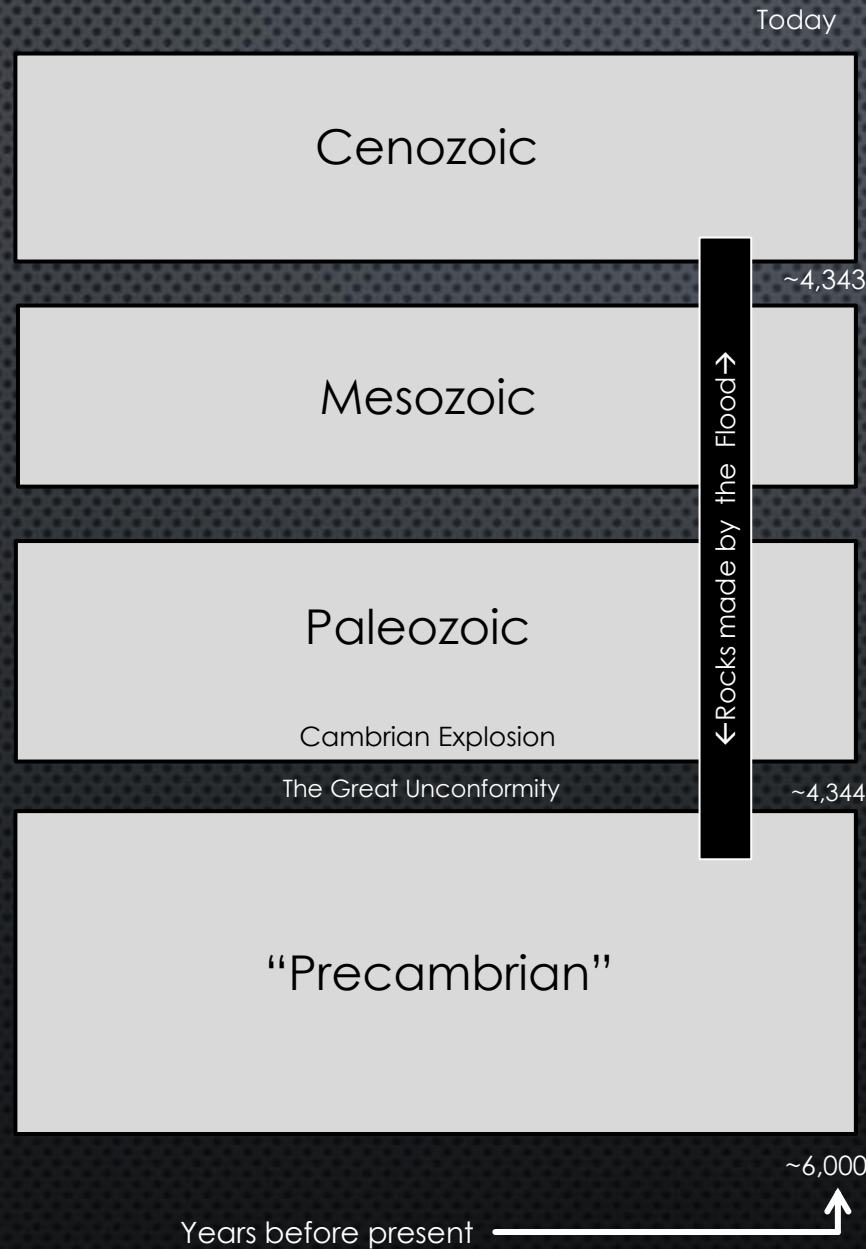 Today
Cenozoic
~4,343
Mesozoic
←Rocks made by the Flood→
Paleozoic
Cambrian Explosion
The Great Unconformity
~4,344
“Precambrian”
~6,000
Years before present